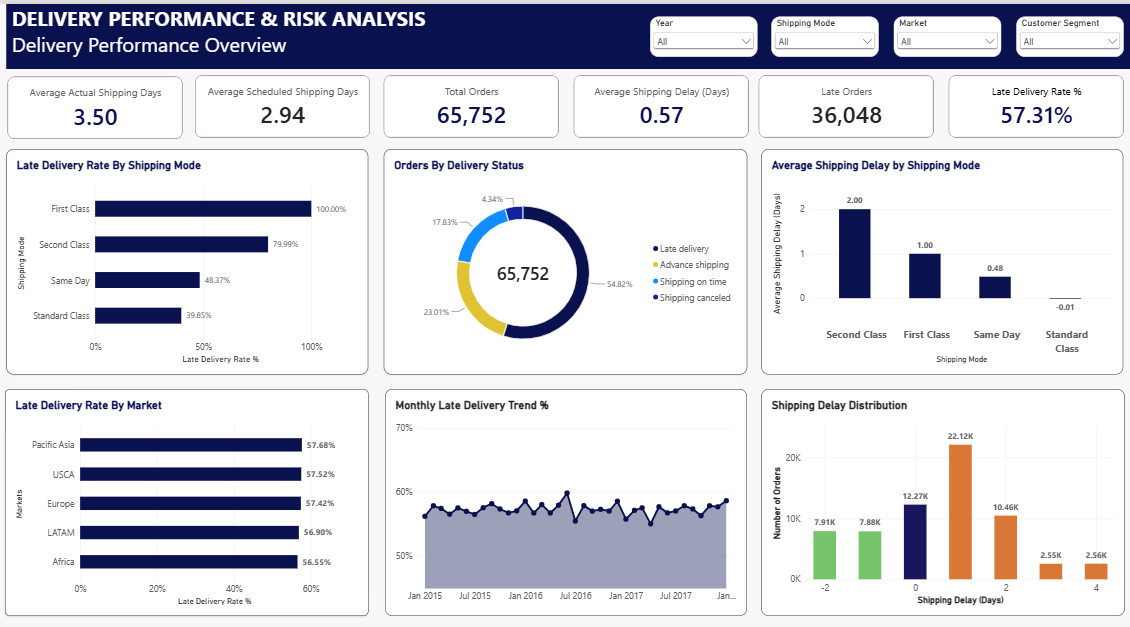 DELIVERY PERFORMANCE & RISK ANALYSIS
Delivery Performance Overview
Year
All
Shipping Mode
All
Market
All
Customer Segment
All
Average Actual Shipping Days
3.50
Average Scheduled Shipping Days
2.94
Total Orders
65,752
Average Shipping Delay (Days)
0.57
Late Orders
36,048
Late Delivery Rate %
57.31%
Late Delivery Rate By Shipping Mode
Shipping Mode
First Class
100.00%
Second Class
79.99%
Same Day
48.37%
Standard Class
39.85%
0%
50%
100%
Late Delivery Rate %
Orders By Delivery Status
4.34%
17.83%
23.01%
54.82%
65,752
Late delivery
Advance shipping
Shipping on time
Shipping canceled
Average Shipping Delay by Shipping Mode
Average Shipping Delay (Days)
2
1
0
2.00
1.00
0.48
-0.01
Second Class
First Class
Same Day
Standard
Class
Shipping Mode
Late Delivery Rate By Market
Markets
Pacific Asia
57.68%
USCA
57.52%
Europe
57.42%
LATAM
56.90%
Africa
56.55%
0%
20%
40%
60%
Late Delivery Rate %
Monthly Late Delivery Trend %
70%
60%
50%
Jan 2015
Jul 2015
Jan 2016
Jul 2016
Jan 2017
Jul 2017
Jan...
Shipping Delay Distribution
Number of Orders
20K
10K
0K
7.91K
7.88K
12.27K
22.12K
10.46K
2.55K
2.56K
-2
0
2
4
Shipping Delay (Days)